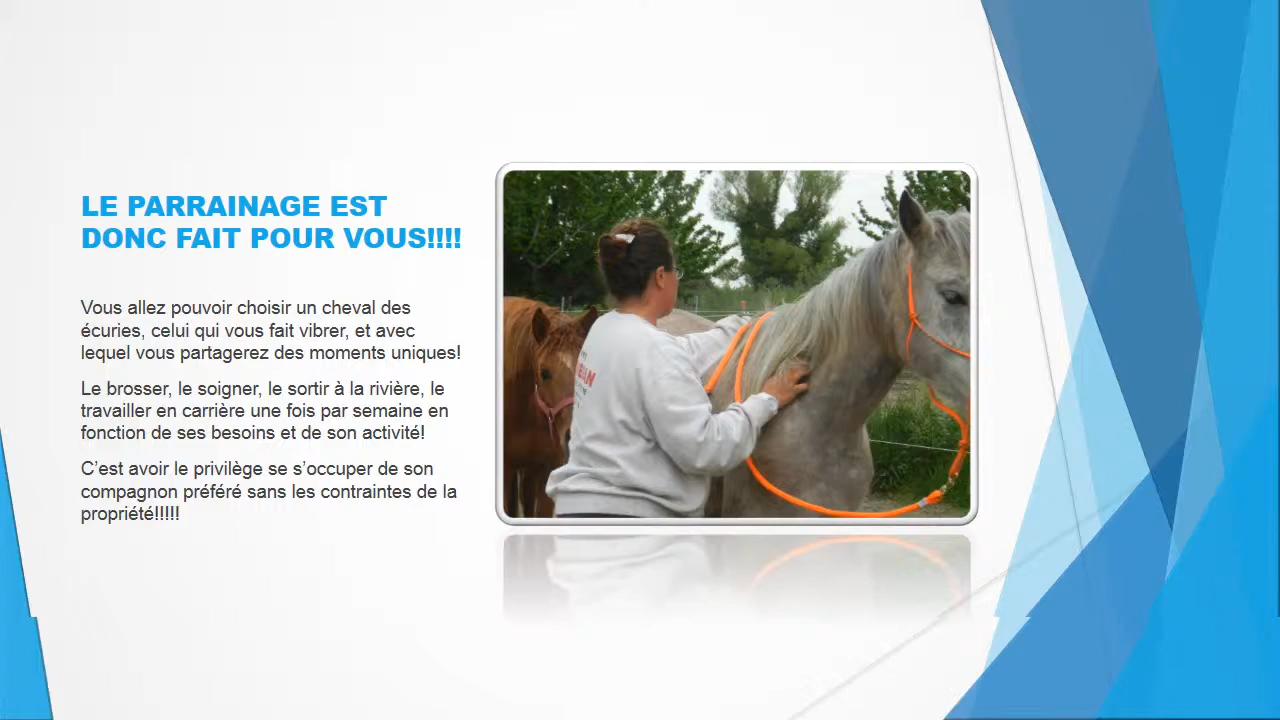 LE PARRAINAGE EST
DONC FAIT POUR VOUS!!!!
Vous allez pouvoir choisir un cheval des
écuries, celui qui vous fait vibrer, et avec
lequel vous partagerez des moments uniques!
Le brosser, le soigner, le sortir à la rivière, le
travailler en carrière une fois par semaine en
fonction de ses besoins et de son activité!
C’est avoir le privilège se s’occuper de son
compagnon préféré sans les contraintes de la
propriété!!!!!